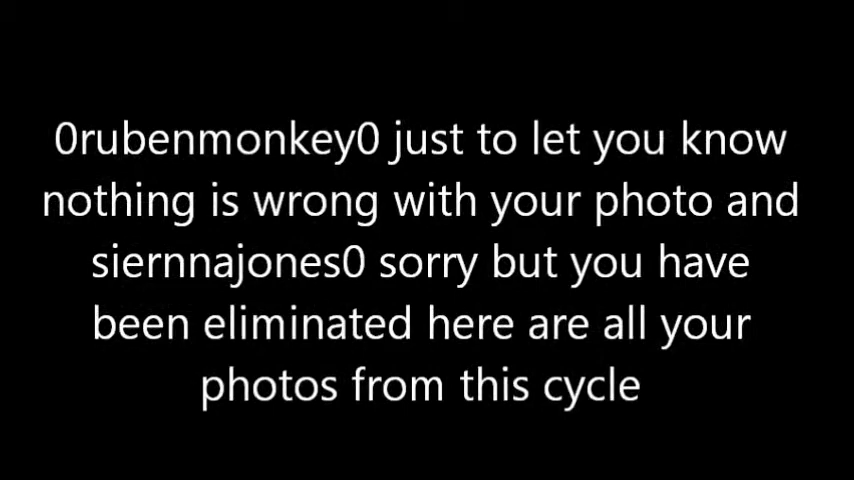 0rubenmonkey0 just to let you know
nothing is wrong with your photo and
siernnajones0 sorry but you have
been eliminated here are all your
photos from this cycle